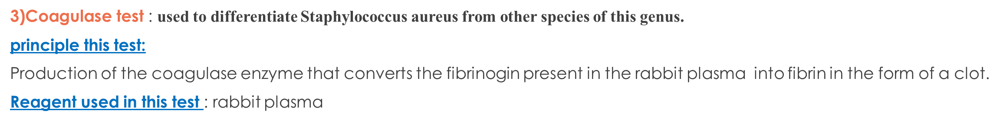 3)Coagulase test : used to differentiate Staphylococcus aureus from other species of this genus.
principle this test:
Production of the coagulase enzyme that converts the fibrinogin present in the rabbit plasma into fibrin in the form of a clot.
Reagent used in this test : rabbit plasma